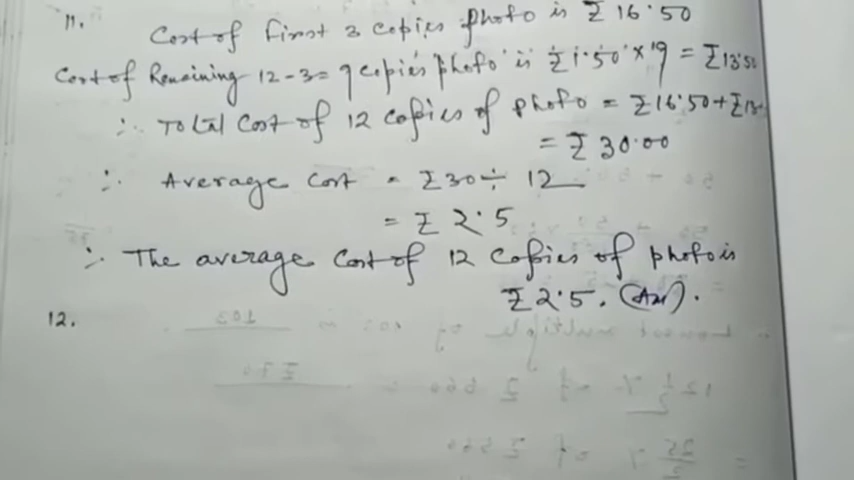 11. Cost of first 3 copies photo is ₹16.50
Cost of Remaining 12-3= 9 copies photo is ₹1.50 × 9 = ₹13.50
∴ Total Cost of 12 copies of photo = ₹16.50+₹13
= ₹30.00
∴ Average Cost = ₹30 ÷ 12
= ₹2.5
∴ The average Cost of 12 Copies of photo is
₹2.5. (Ans).
12.